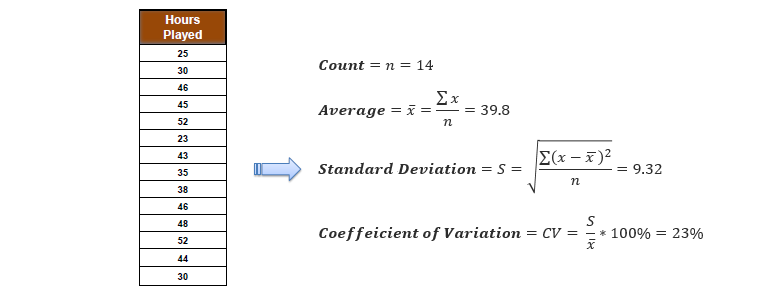 Hours
Played
25
30
46
45
52
23
43
35
38
46
48
52
44
30
Count = n = 14
Average = x̄ = ∑x / n = 39.8
Standard Deviation = S = √(∑(x − x̄)² / n) = 9.32
Coeffeicient of Variation = CV = S / x̄ * 100% = 23%